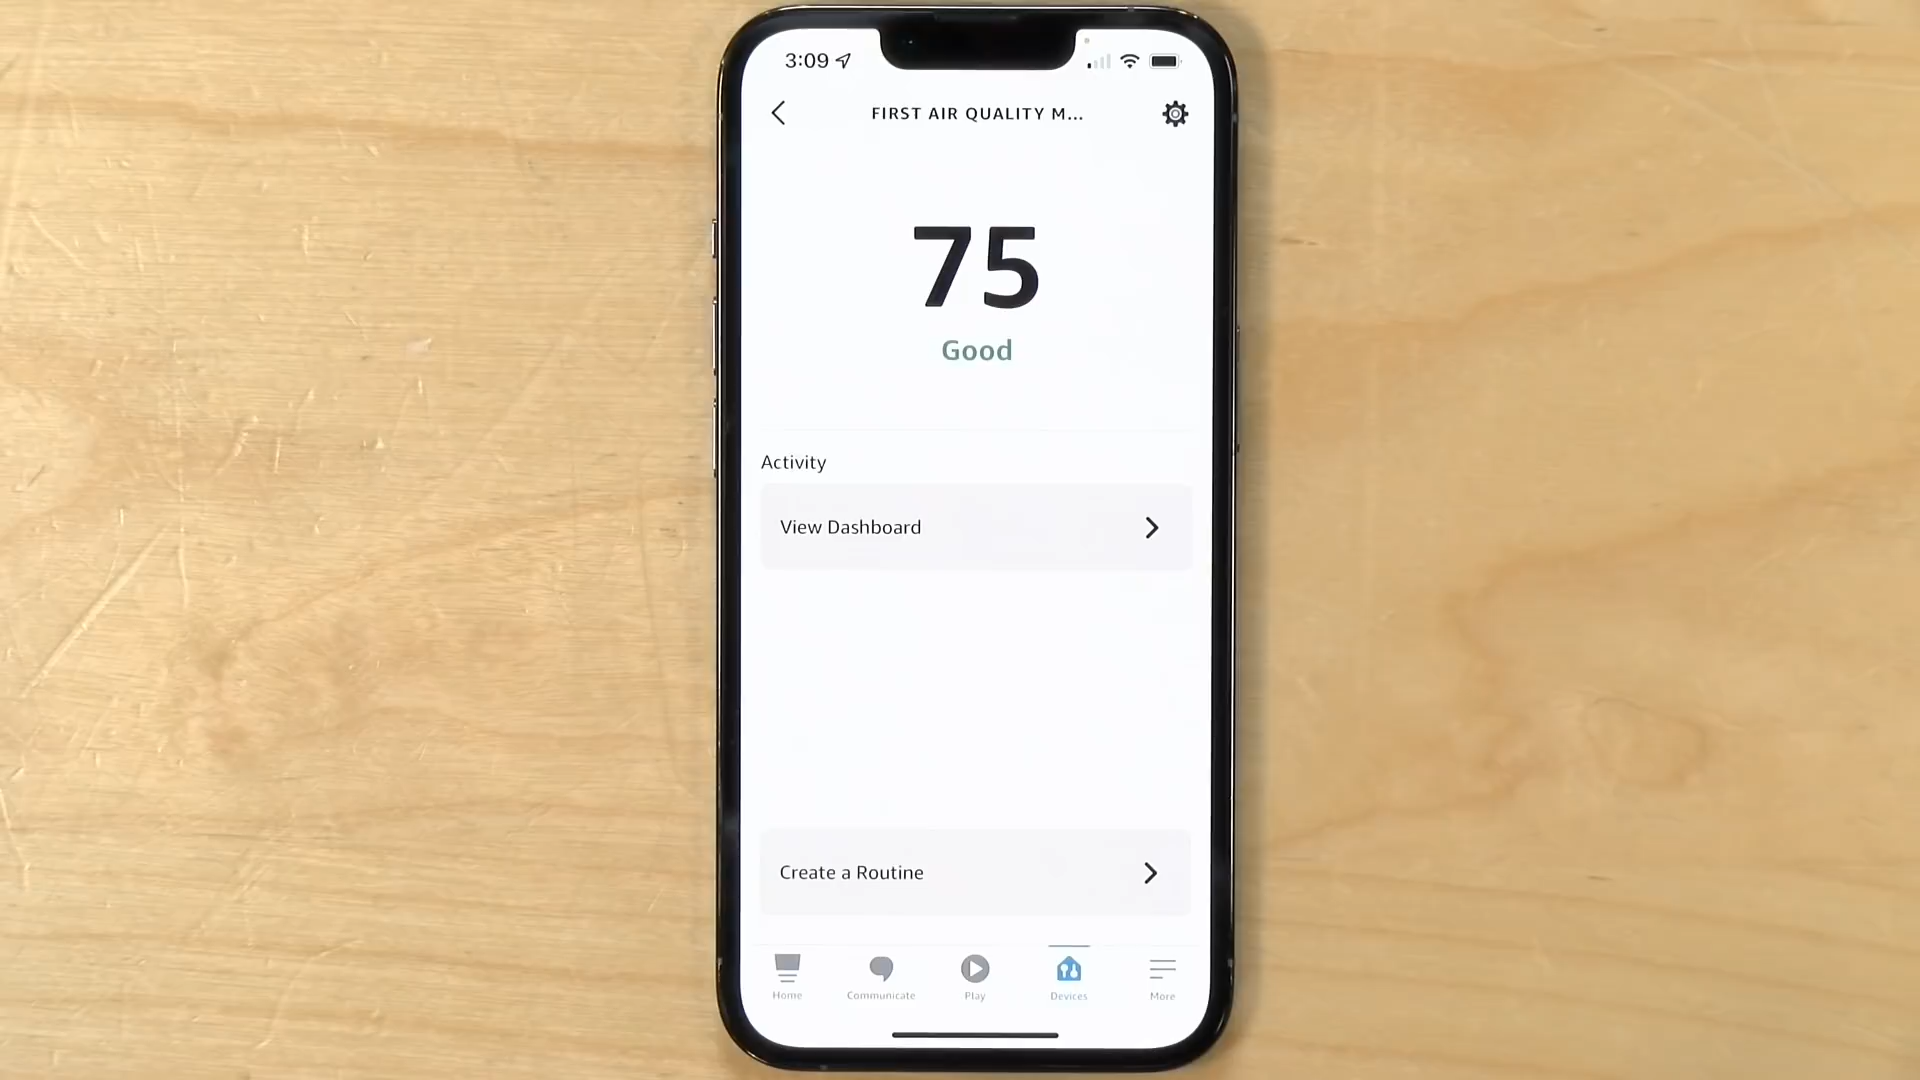 3:09
FIRST AIR QUALITY M...
75
Good
Activity
View Dashboard
Create a Routine
Home
Communicate
Play
Devices
More